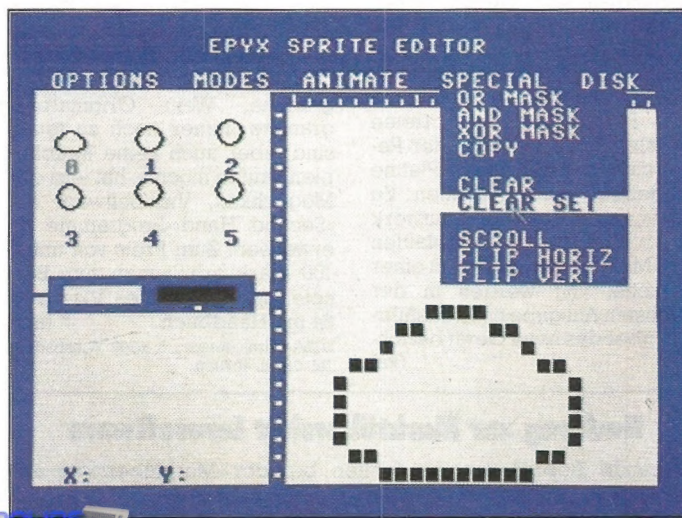 EPYX SPRITE EDITOR
OPTIONS MODES ANIMATE SPECIAL DISK
OR MASK
AND MASK
XOR MASK
COPY
CLEAR
CLEAR SET
SCROLL
FLIP HORIZ
FLIP VERT
0 1 2
3 4 5
X: Y: